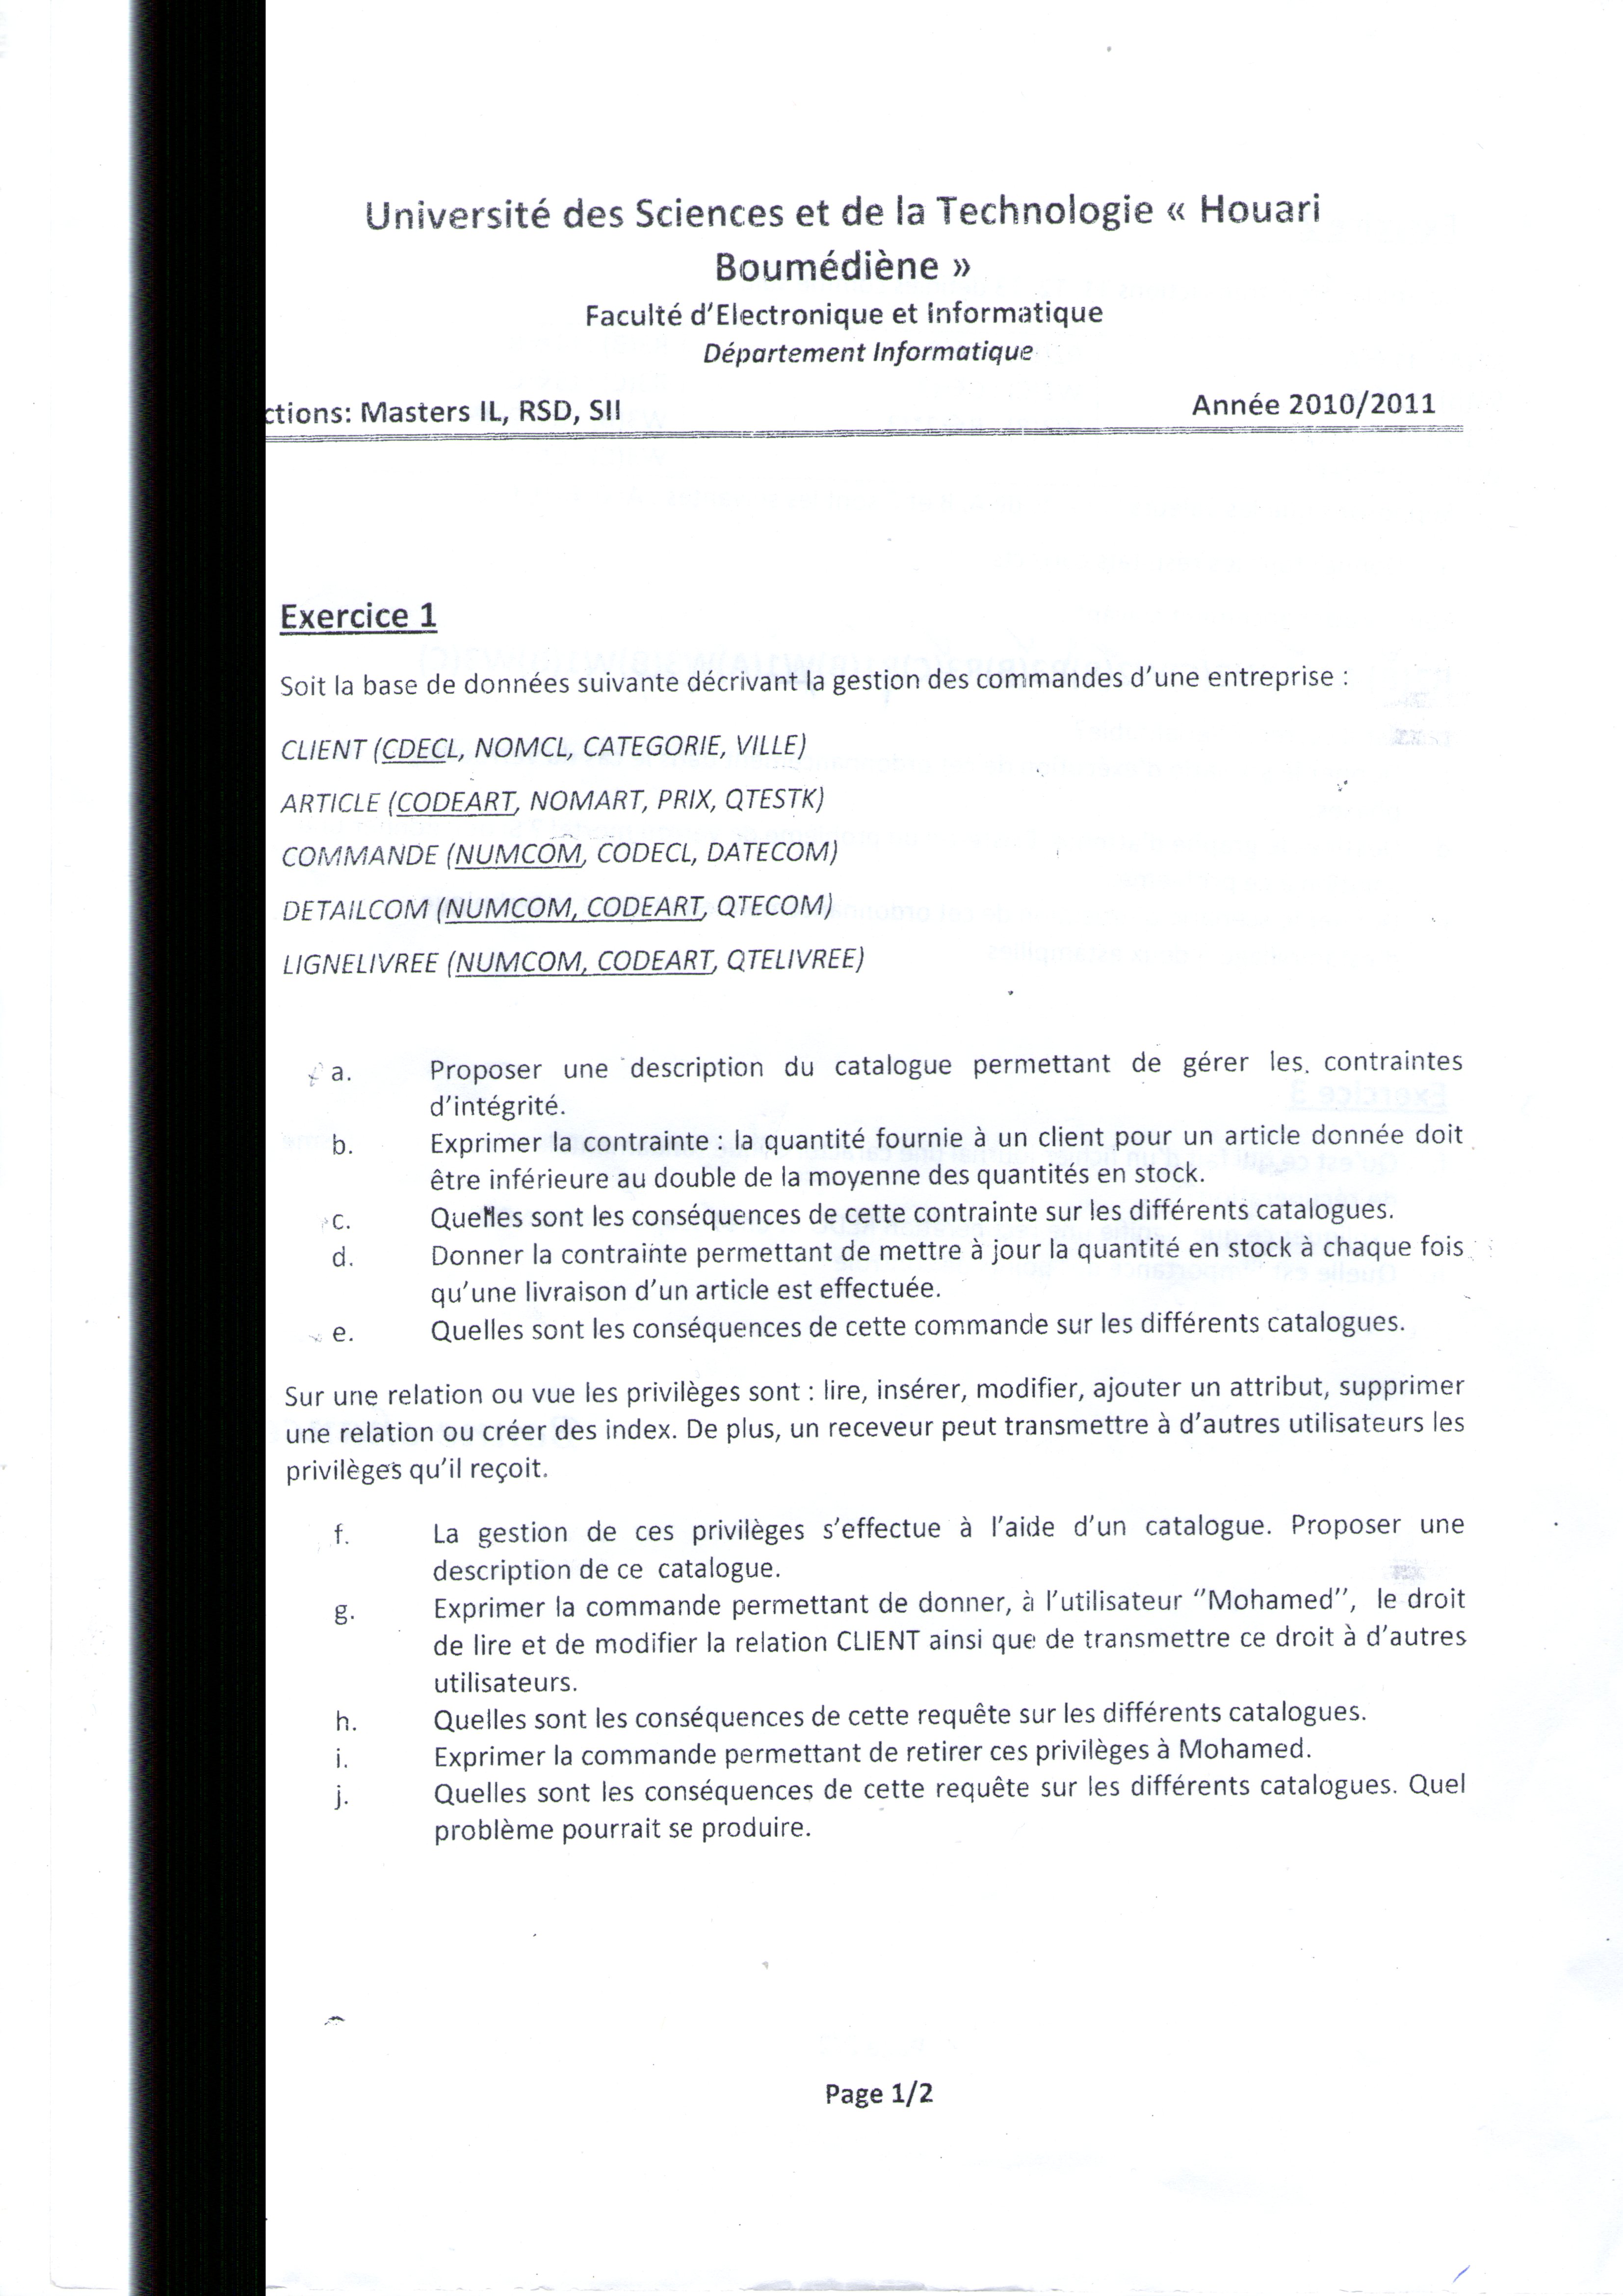 Université des Sciences et de la Technologie « Houari
Boumédiène »
Faculté d'Electronique et Informatique
Département Informatique
ctions: Masters IL, RSD, SII Année 2010/2011
Exercice 1
Soit la base de données suivante décrivant la gestion des commandes d'une entreprise :
CLIENT (CDECL, NOMCL, CATEGORIE, VILLE)
ARTICLE (CODEART, NOMART, PRIX, QTESTK)
COMMANDE (NUMCOM, CODECL, DATECOM)
DETAILCOM (NUMCOM, CODEART, QTECOM)
LIGNELIVREE (NUMCOM, CODEART, QTELIVREE)
a. Proposer une description du catalogue permettant de gérer les contraintes
d'intégrité.
b. Exprimer la contrainte : la quantité fournie à un client pour un article donnée doit
être inférieure au double de la moyenne des quantités en stock.
c. Quelles sont les conséquences de cette contrainte sur les différents catalogues.
d. Donner la contrainte permettant de mettre à jour la quantité en stock à chaque fois
qu'une livraison d'un article est effectuée.
e. Quelles sont les conséquences de cette commande sur les différents catalogues.
Sur une relation ou vue les privilèges sont : lire, insérer, modifier, ajouter un attribut, supprimer
une relation ou créer des index. De plus, un receveur peut transmettre à d'autres utilisateurs les
privilèges qu'il reçoit.
f. La gestion de ces privilèges s'effectue à l'aide d'un catalogue. Proposer une
description de ce catalogue.
g. Exprimer la commande permettant de donner, à l'utilisateur ‘'Mohamed'', le droit
de lire et de modifier la relation CLIENT ainsi que de transmettre ce droit à d'autres
utilisateurs.
h. Quelles sont les conséquences de cette requête sur les différents catalogues.
i. Exprimer la commande permettant de retirer ces privilèges à Mohamed.
j. Quelles sont les conséquences de cette requête sur les différents catalogues. Quel
problème pourrait se produire.
Page 1/2